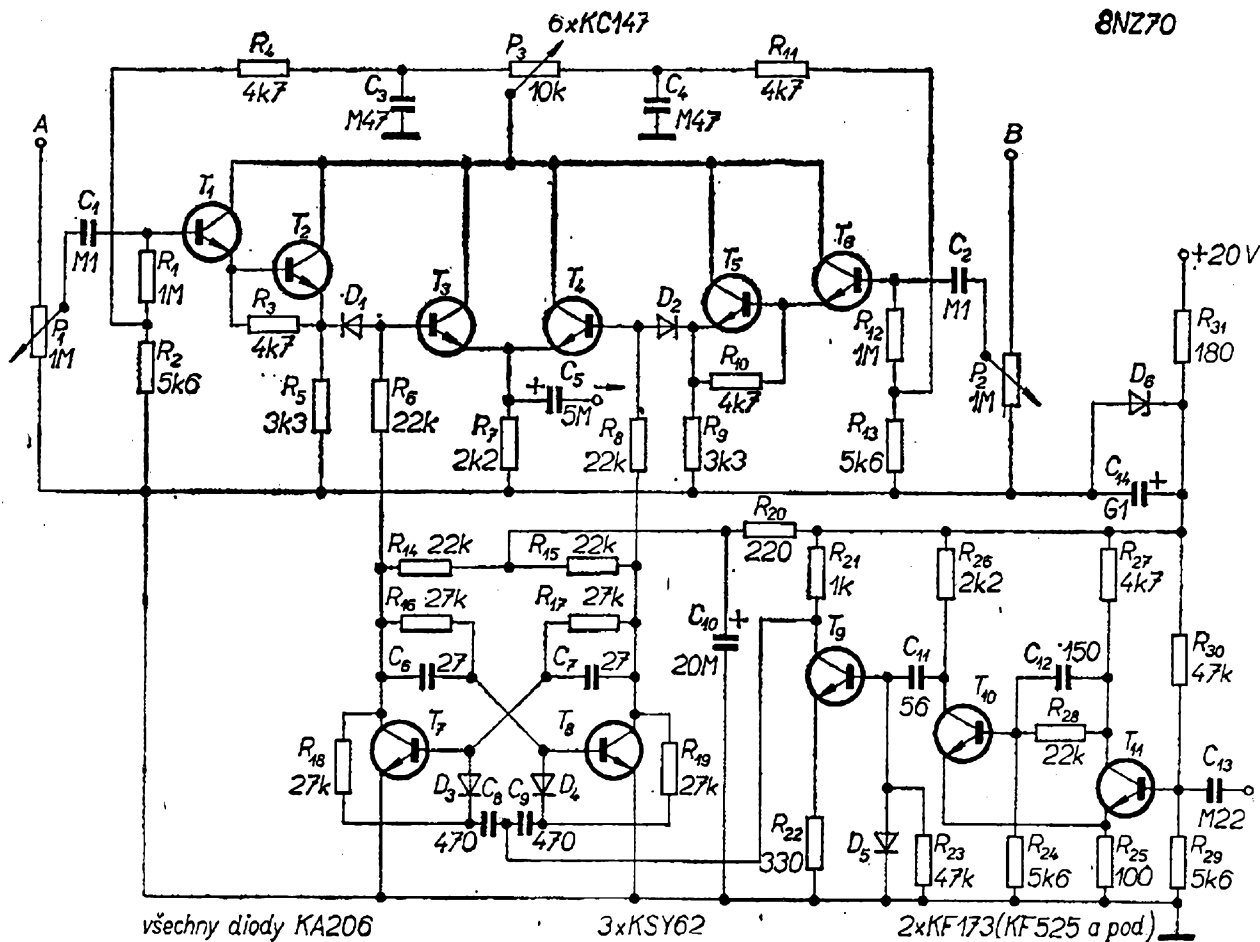 6xKC147
8NZ70
R4
4k7
P3
10k
R11
4k7
C3
M47
C4
M47
A
B
T1
C1
M1
T2
R1
1M
R3
4k7
D1
T3
T4
D2
T5
T6
C2
M1
+20V
P1
1M
R2
5k6
R5
3k3
R6
22k
R7
2k2
+
C5
5M
R8
22k
R10
4k7
R9
3k3
R12
1M
R13
5k6
P2
1M
R31
180
D6
C14
+
G1
R14 22k
R15 22k
R20
220
R21
1k
R26
2k2
R27
4k7
R16 27k
R17 27k
C10
+
20M
T9
C6 27
C7 27
C11
56
T10
C12 150
R28
22k
R30
47k
T7
T8
T11
R18
27k
R19
27k
D3
C8
C9
D4
470
470
C13
M22
R22
330
D5
R23
47k
R24
5k6
R25
100
R29
5k6
všechny diody KA206
3xKSY62
2xKF173(KF525 a pod.)